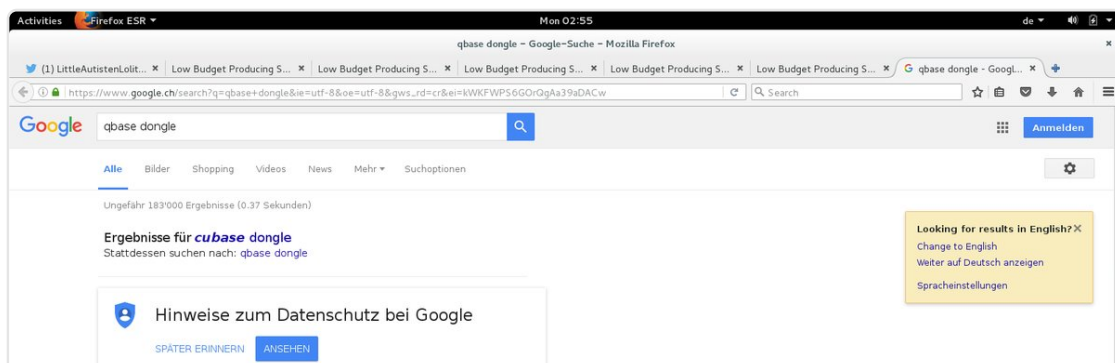 Activities Firefox ESR Mon 02:55 de
qbase dongle - Google-Suche - Mozilla Firefox
(1) LittleAutistenLolit... Low Budget Producing S... Low Budget Producing S... Low Budget Producing S... Low Budget Producing S... Low Budget Producing S... G qbase dongle - Googl...
https://www.google.ch/search?q=qbase+dongle&ie=utf-8&oe=utf-8&gws_rd=cr&ei=kWKFWPS6GOrQgAa39aDACw Search
Google qbase dongle Anmelden
Alle Bilder Shopping Videos News Mehr Suchoptionen
Ungefähr 183'000 Ergebnisse (0.37 Sekunden)
Ergebnisse für cubase dongle
Stattdessen suchen nach: qbase dongle
Looking for results in English?
Change to English
Weiter auf Deutsch anzeigen
Spracheinstellungen
Hinweise zum Datenschutz bei Google
SPÄTER ERINNERN ANSEHEN